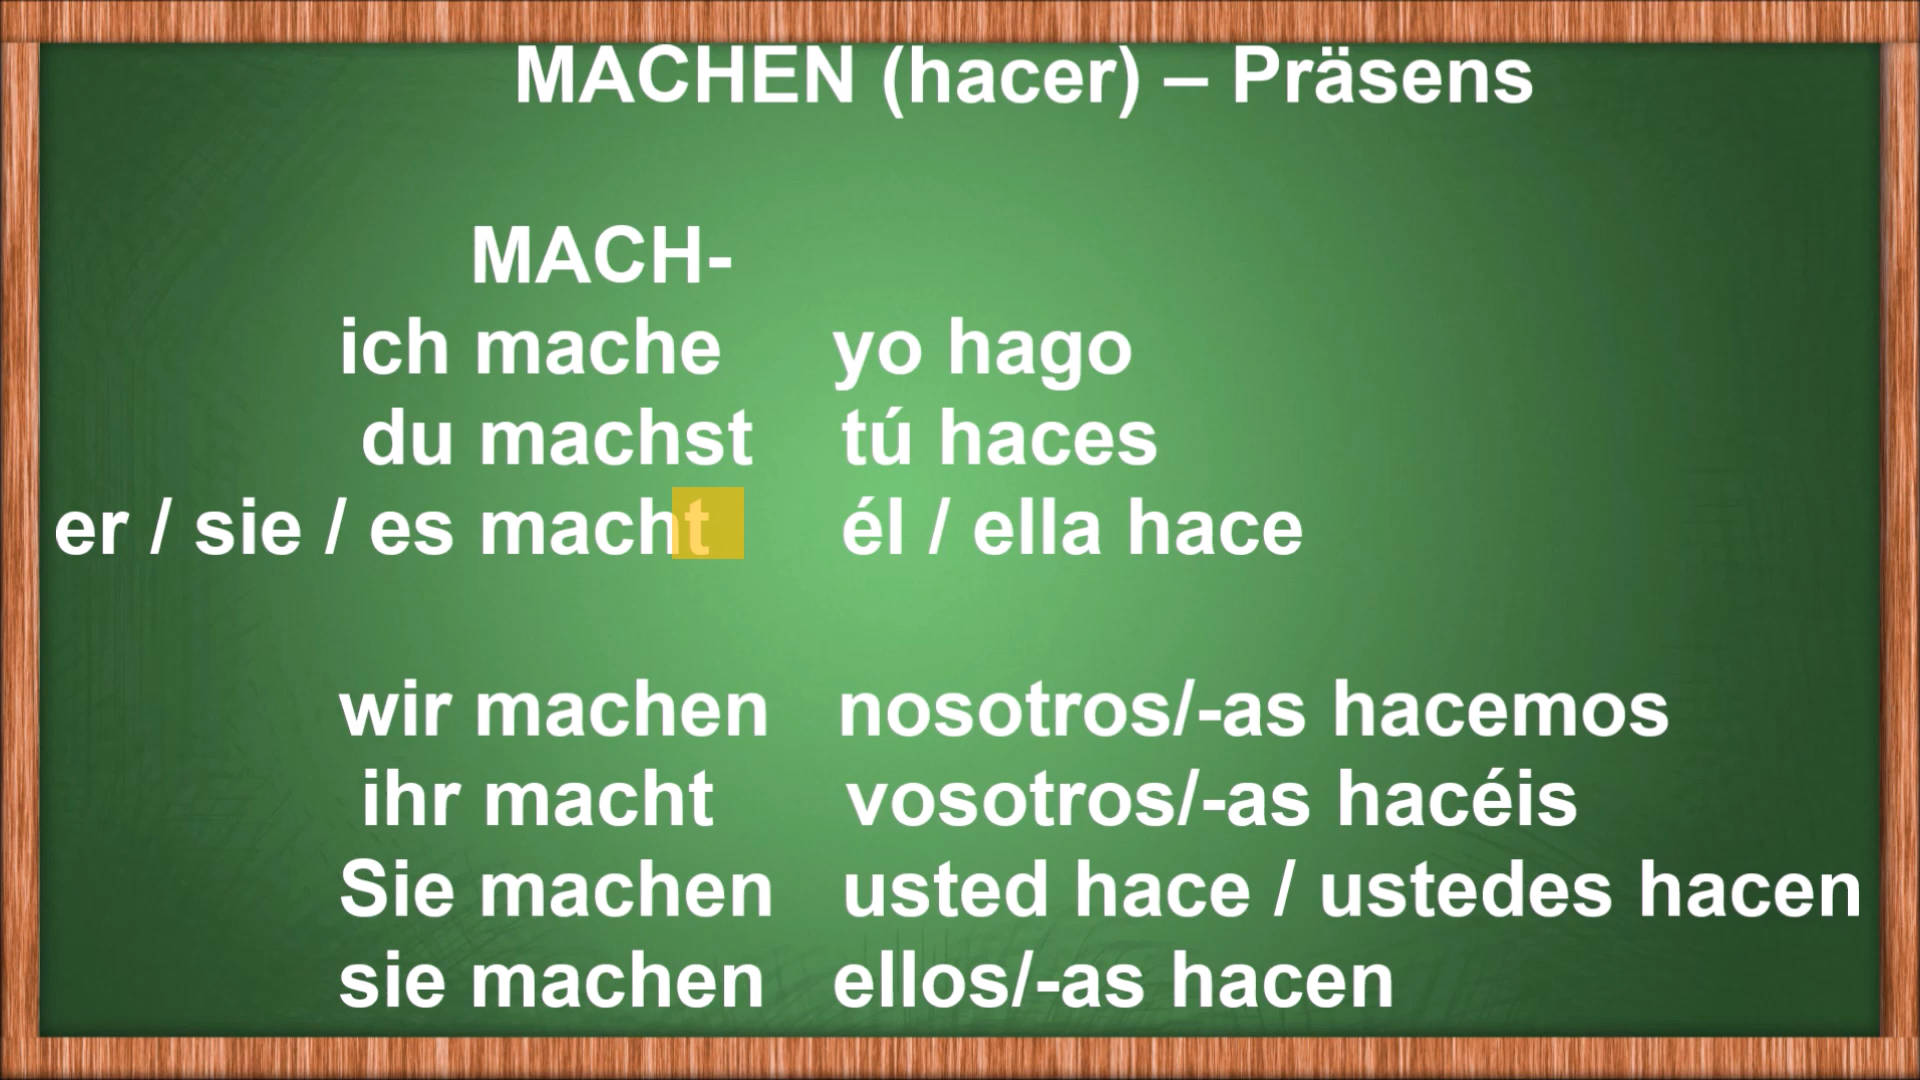 MACHEN (hacer) – Präsens
MACH-
ich mache yo hago
du machst tú haces
er / sie / es macht él / ella hace
wir machen nosotros/-as hacemos
ihr macht vosotros/-as hacéis
Sie machen usted hace / ustedes hacen
sie machen ellos/-as hacen